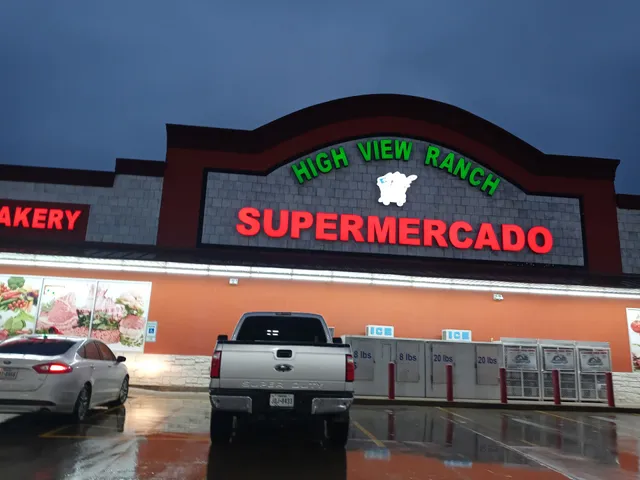 HIGH VIEW RANCH
SUPERMERCADO
AKERY
ICE
ICE
8 lbs.
8 lbs.
20 lbs.
20 lbs.
SUPER DUTY